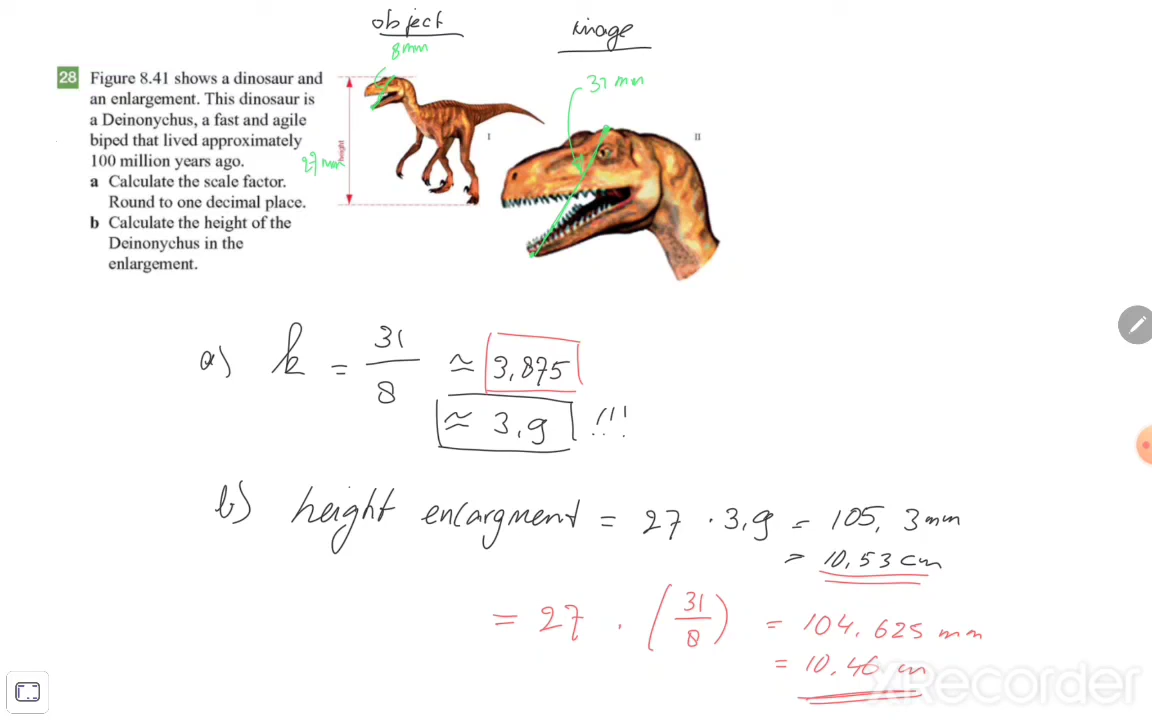 object
image
8mm
31 mm
28 Figure 8.41 shows a dinosaur and
an enlargement. This dinosaur is
a Deinonychus, a fast and agile
biped that lived approximately
100 million years ago.
a Calculate the scale factor.
Round to one decimal place.
b Calculate the height of the
Deinonychus in the
enlargement.
27 mm
height
I
II
a) k = 31/8 ≈ 3,875
≈ 3,9 !!!
b) height enlargment = 27 · 3,9 = 105,3mm
= 10,53 cm
= 27 · (31/8) = 104,625 mm
= 10,46 cm
XRecorder